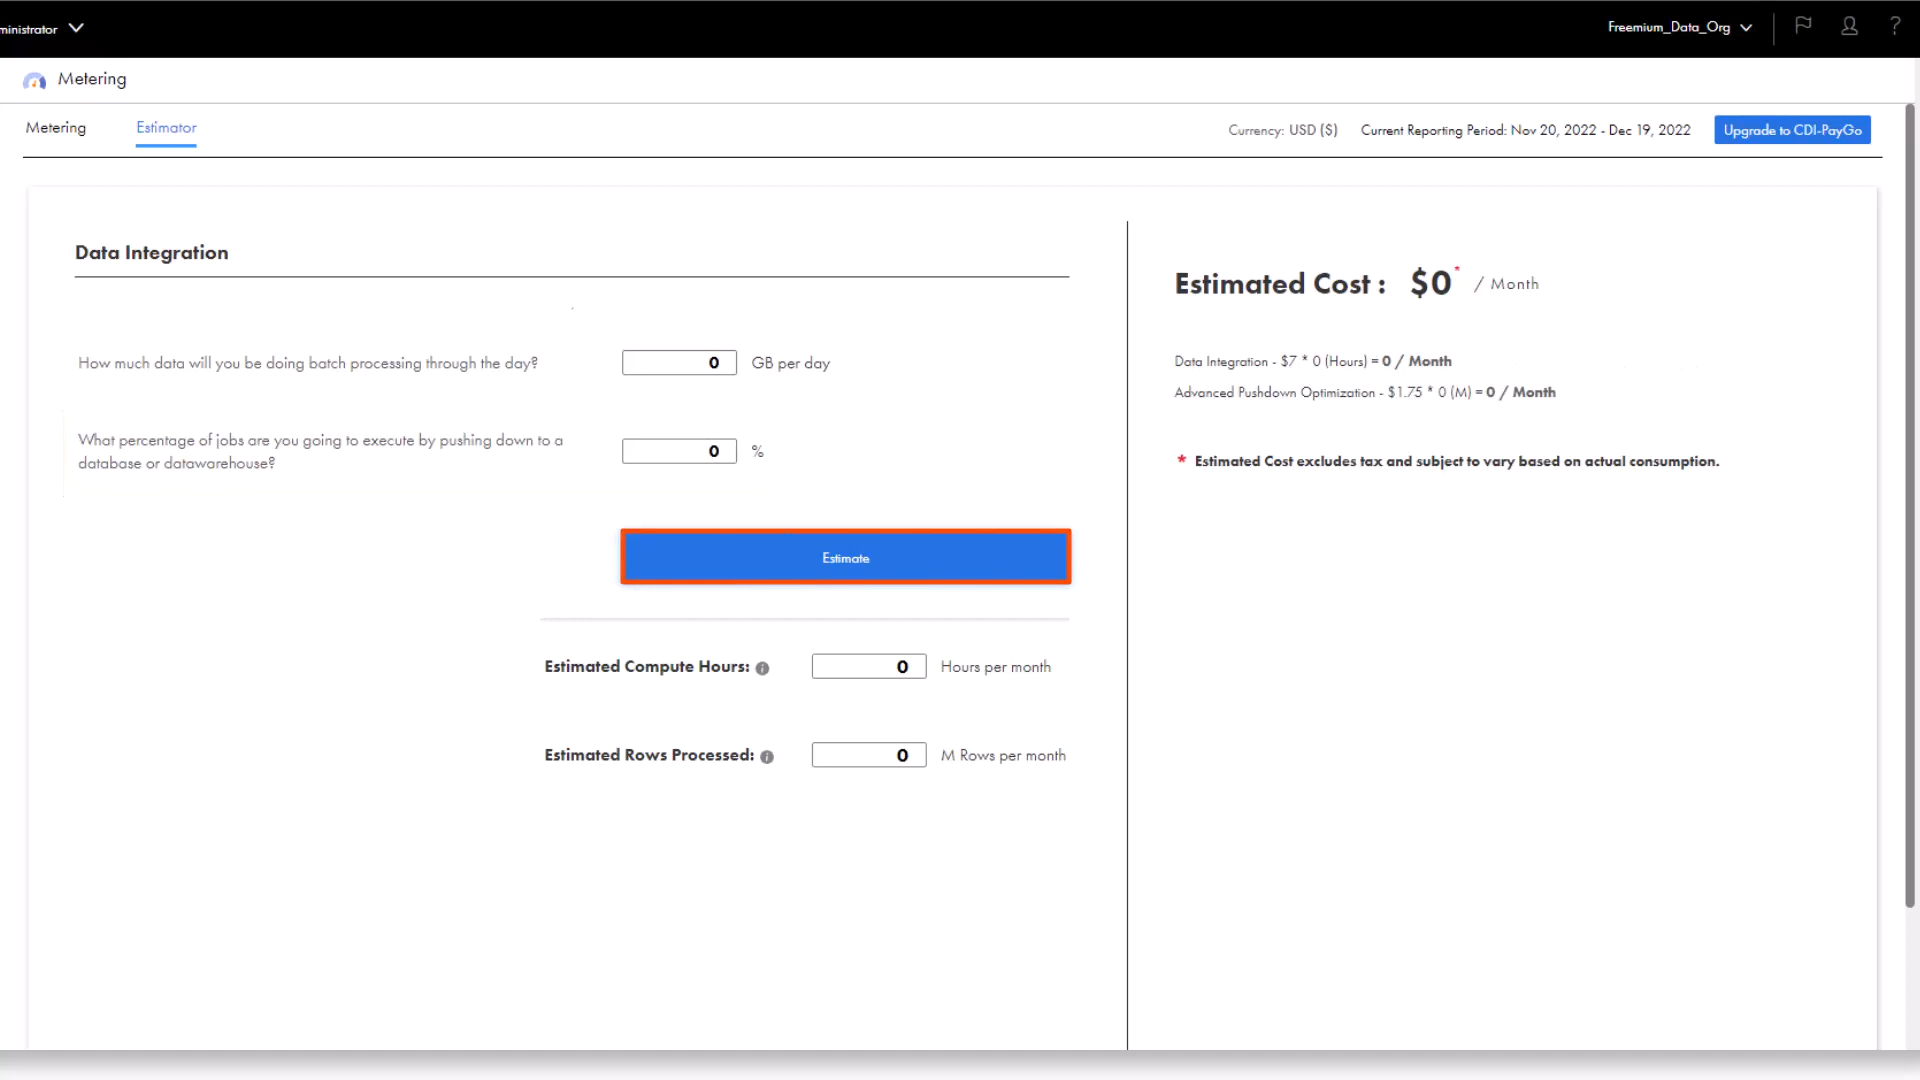 ministrator
Freemium_Data_Org
?
Metering
Metering
Estimator
Currency: USD ($)
Current Reporting Period: Nov 20, 2022 - Dec 19, 2022
Upgrade to CDI-PayGo
Data Integration
How much data will you be doing batch processing through the day?
0
GB per day
What percentage of jobs are you going to execute by pushing down to a
database or datawarehouse?
0
%
Estimate
Estimated Compute Hours:
0
Hours per month
Estimated Rows Processed:
0
M Rows per month
Estimated Cost : $0* / Month
Data Integration - $7 * 0 (Hours) = 0 / Month
Advanced Pushdown Optimization - $1.75 * 0 (M) = 0 / Month
* Estimated Cost excludes tax and subject to vary based on actual consumption.